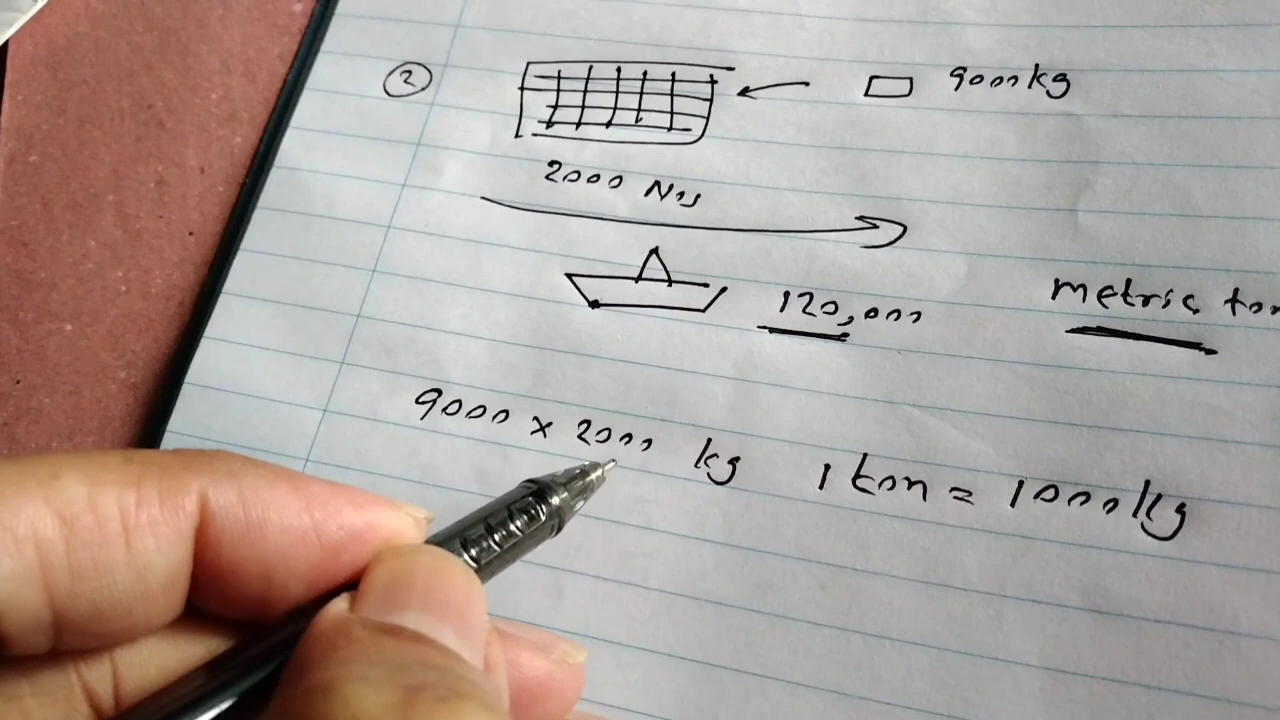 2
9000kg
2000 Nos
120,000
metric ton
9000 x 2000 kg 1 ton = 1000kg